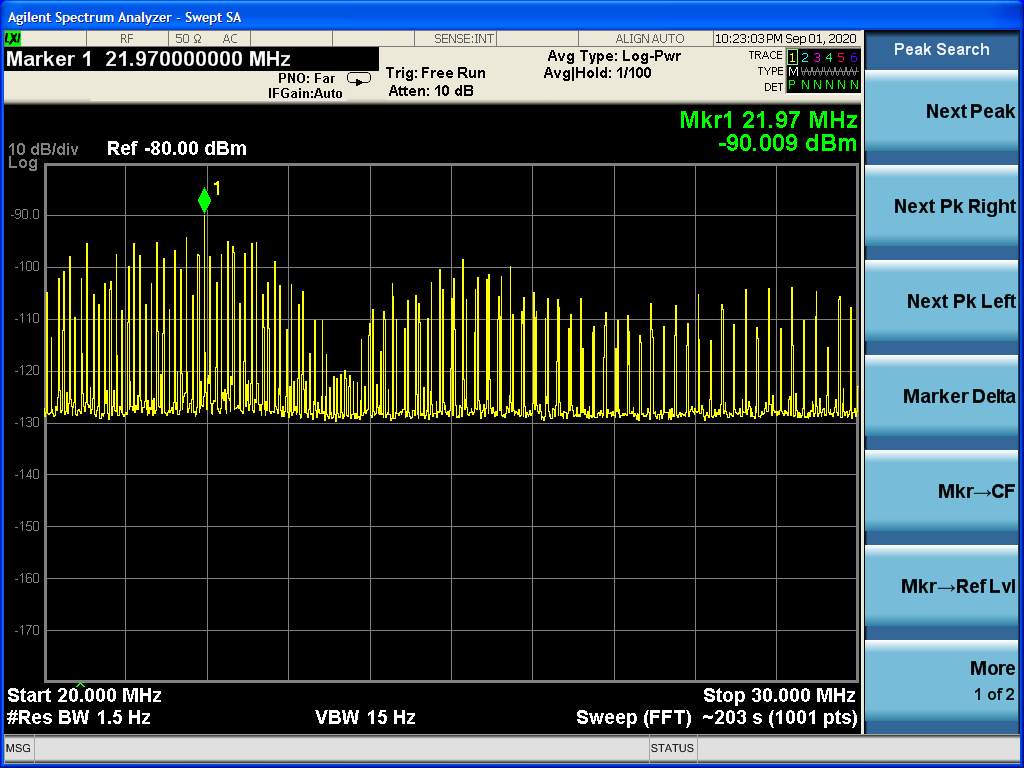 Agilent Spectrum Analyzer - Swept SA
LXI RF 50 Ω AC SENSE:INT ALIGN AUTO 10:23:03 PM Sep 01, 2020
Marker 1 21.970000000 MHz
PNO: Far
IFGain:Auto
Trig: Free Run
Atten: 10 dB
Avg Type: Log-Pwr
Avg|Hold: 1/100
TRACE 1 2 3 4 5 6
TYPE M WWWWW
DET P N N N N N
Mkr1 21.97 MHz
-90.009 dBm
10 dB/div Ref -80.00 dBm
Log
1
-90.0
-100
-110
-120
-130
-140
-150
-160
-170
Start 20.000 MHz Stop 30.000 MHz
#Res BW 1.5 Hz VBW 15 Hz Sweep (FFT) ~203 s (1001 pts)
MSG STATUS
Peak Search
Next Peak
Next Pk Right
Next Pk Left
Marker Delta
Mkr→CF
Mkr→Ref Lvl
More
1 of 2